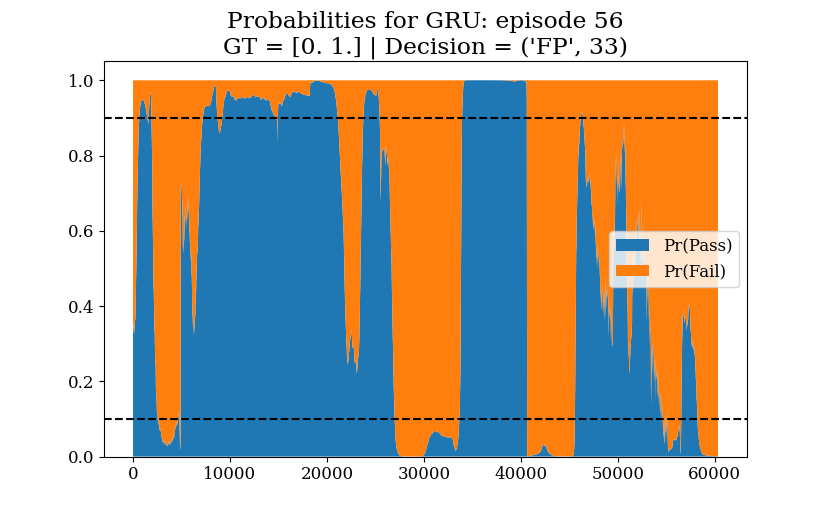 Probabilities for GRU: episode 56
GT = [0. 1.] | Decision = ('FP', 33)
1.0
0.8
0.6
0.4
0.2
0.0
Pr(Pass)
Pr(Fail)
0 10000 20000 30000 40000 50000 60000